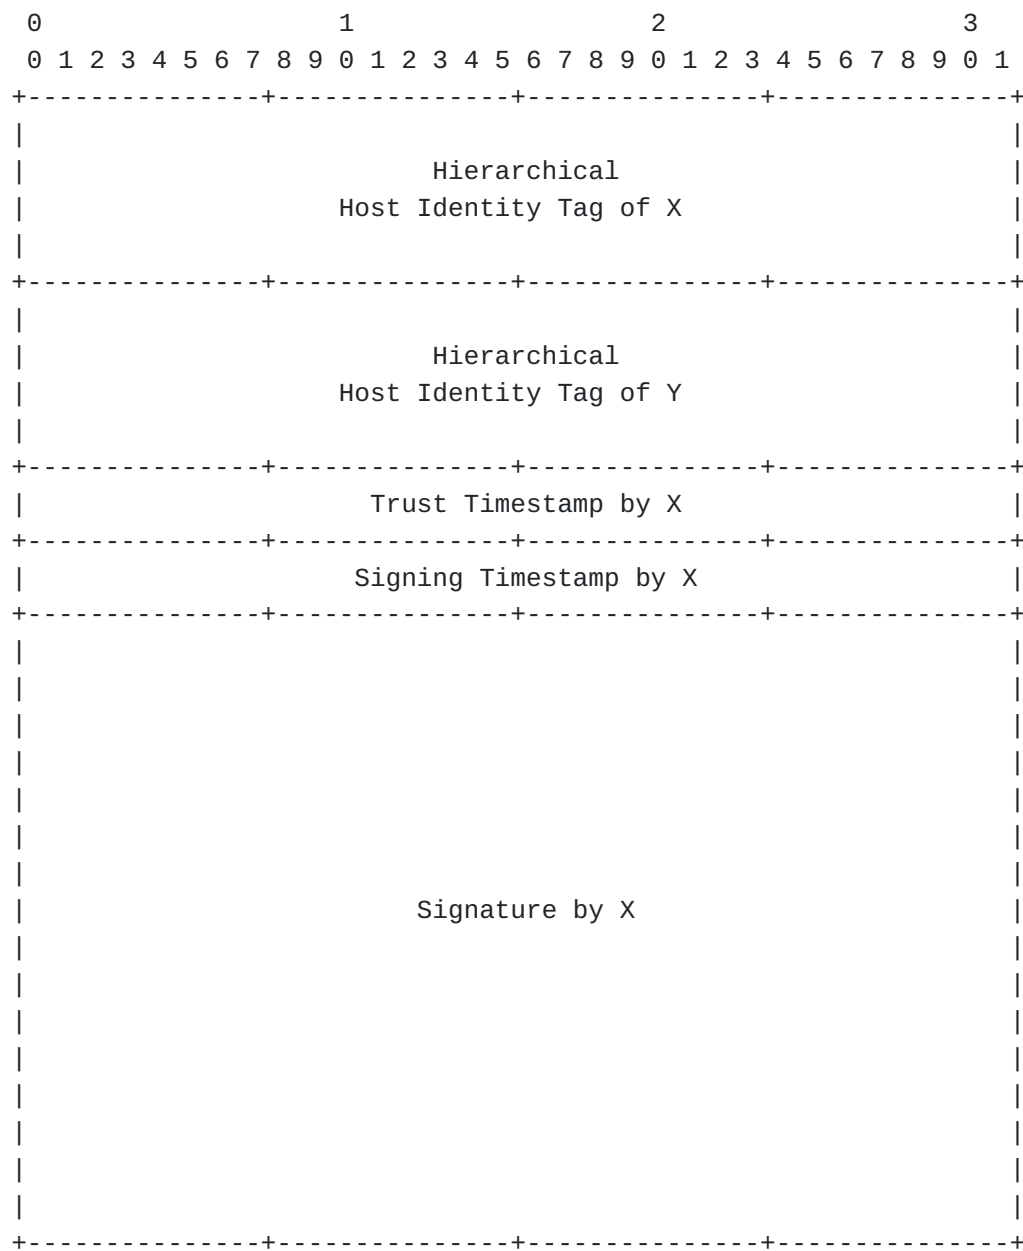 0                   1                   2                   3
 0 1 2 3 4 5 6 7 8 9 0 1 2 3 4 5 6 7 8 9 0 1 2 3 4 5 6 7 8 9 0 1
+---------------+---------------+---------------+---------------+
|                                                               |
|                          Hierarchical                         |
|                    Host Identity Tag of X                     |
|                                                               |
+---------------+---------------+---------------+---------------+
|                                                               |
|                          Hierarchical                         |
|                    Host Identity Tag of Y                     |
|                                                               |
+---------------+---------------+---------------+---------------+
|                      Trust Timestamp by X                     |
+---------------+---------------+---------------+---------------+
|                     Signing Timestamp by X                    |
+---------------+---------------+---------------+---------------+
|                                                               |
|                                                               |
|                                                               |
|                                                               |
|                                                               |
|                                                               |
|                                                               |
|                         Signature by X                        |
|                                                               |
|                                                               |
|                                                               |
|                                                               |
|                                                               |
|                                                               |
|                                                               |
|                                                               |
+---------------+---------------+---------------+---------------+